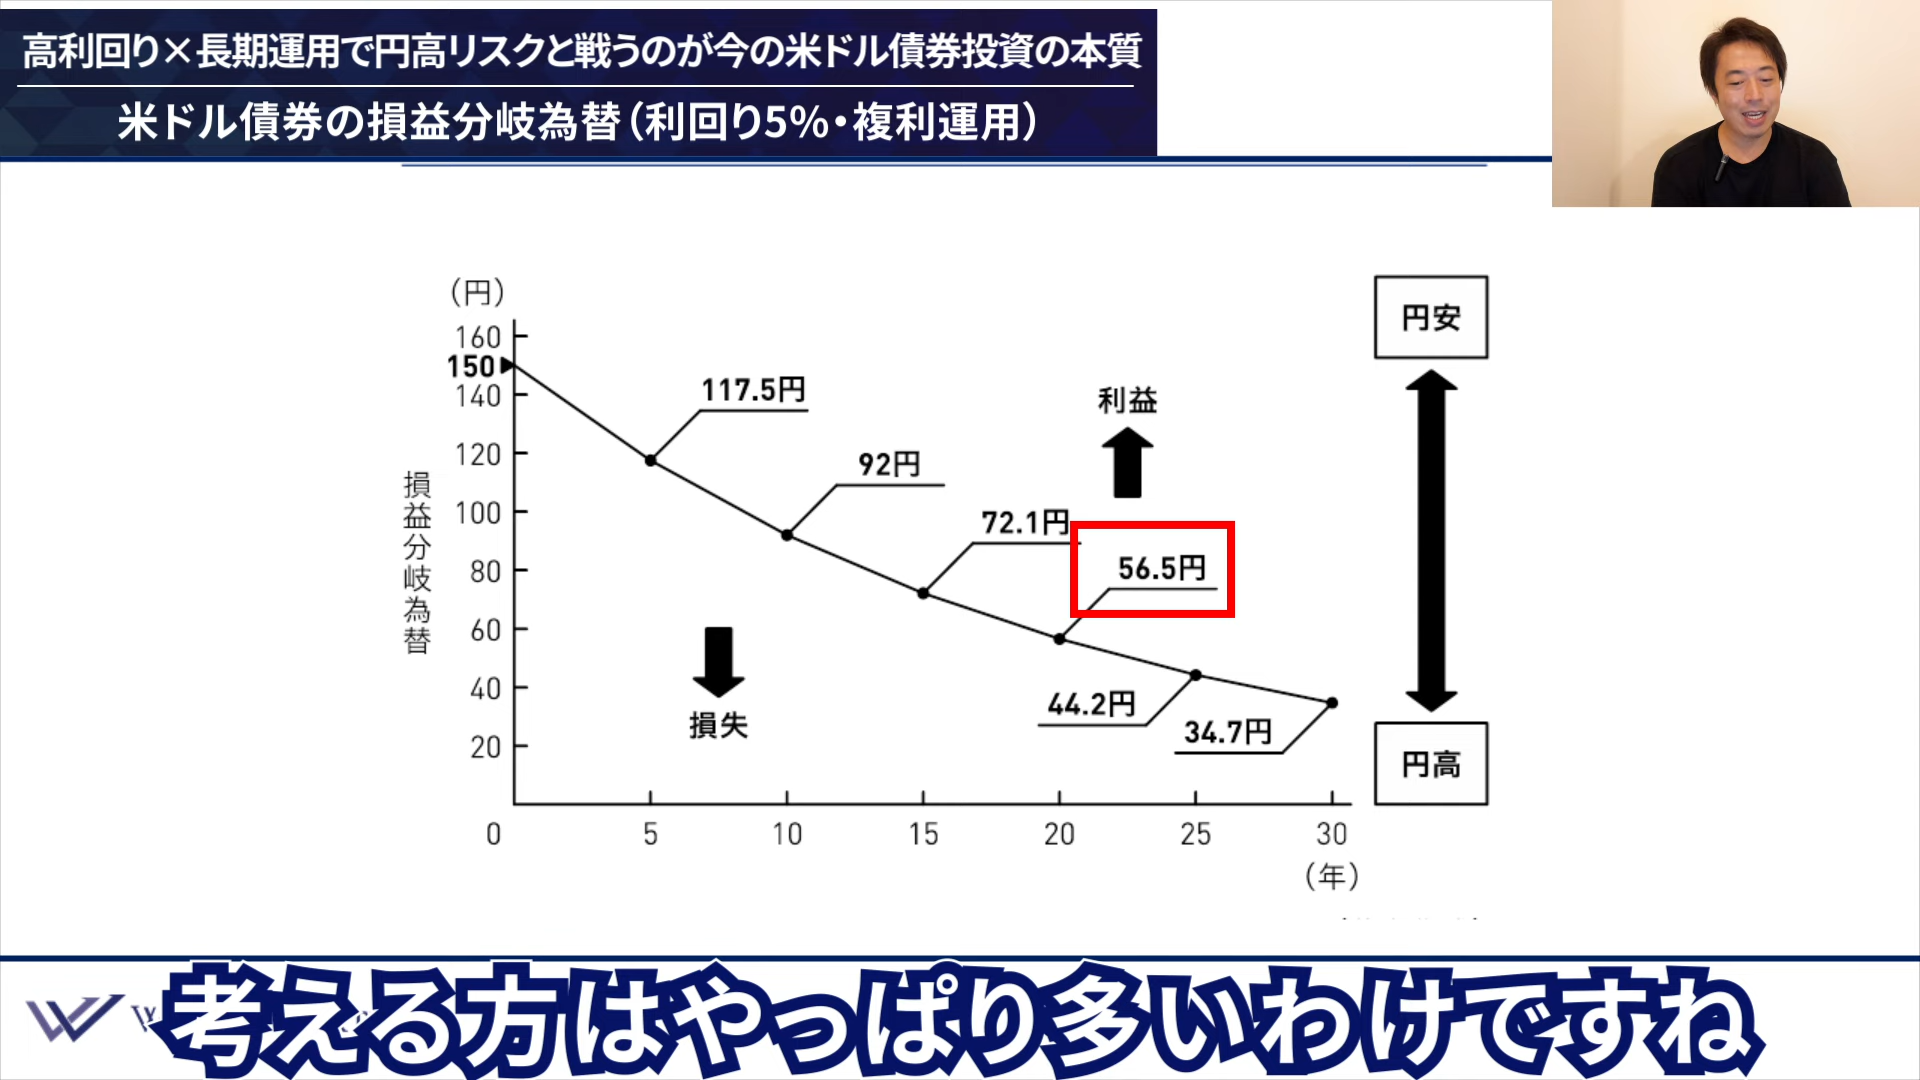 高利回り×長期運用で円高リスクと戦うのが今の米ドル債券投資の本質
米ドル債券の損益分岐為替(利回り5%・複利運用)
(円)
160
150
140
120
100
80
60
40
20
損益分岐為替
117.5円
92円
72.1円
56.5円
44.2円
34.7円
利益
損失
円安
円高
0 5 10 15 20 25 30
(年)
考える方はやっぱり多いわけですね